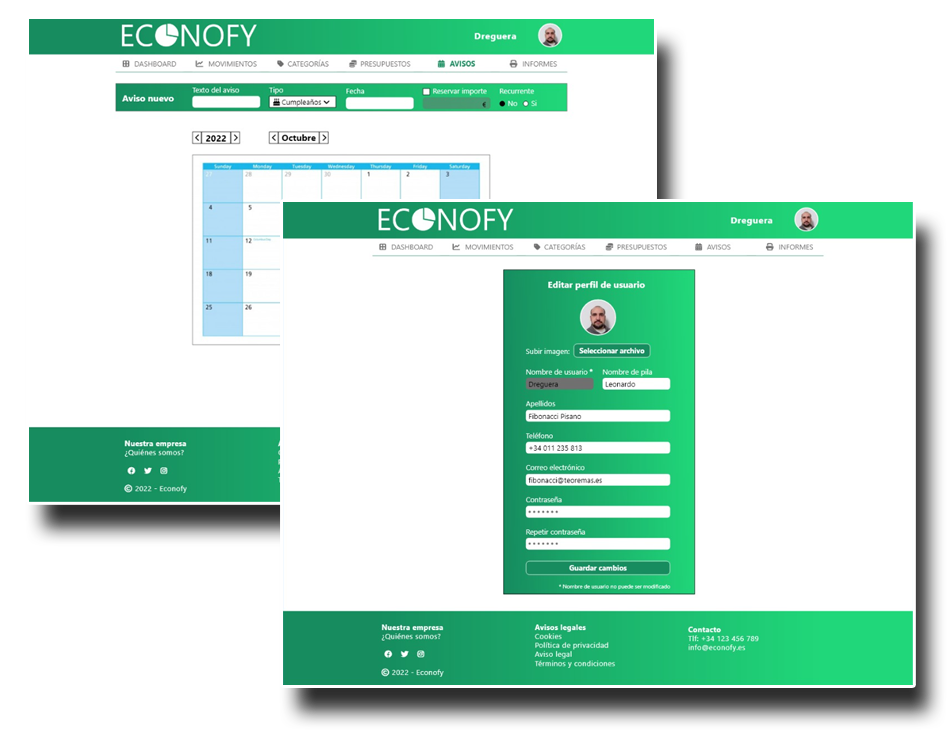 ECONOFY
Dreguera
DASHBOARD MOVIMIENTOS CATEGORÍAS PRESUPUESTOS AVISOS INFORMES
Aviso nuevo
Texto del aviso
Tipo
Cumpleaños
Fecha
Reservar importe
€
Recurrente
No Si
< 2022 >
< Octubre >
Sunday Monday Tuesday Wednesday Thursday Friday Saturday
28 29 30 1 2 3
4 5
11 12
18 19
25 26
Nuestra empresa
¿Quiénes somos?
© 2022 - Econofy
ECONOFY
Dreguera
DASHBOARD MOVIMIENTOS CATEGORÍAS PRESUPUESTOS AVISOS INFORMES
Editar perfil de usuario
Subir imagen: Seleccionar archivo
Nombre de usuario * Nombre de pila
Dreguera Leonardo
Apellidos
Fibonacci Pisano
Teléfono
+34 011 235 813
Correo electrónico
fibonacci@teoremas.es
Contraseña
*******
Repetir contraseña
*******
Guardar cambios
* Nombre de usuario no puede ser modificado
Nuestra empresa
¿Quiénes somos?
© 2022 - Econofy
Avisos legales
Cookies
Política de privacidad
Aviso legal
Términos y condiciones
Contacto
Tlf: +34 123 456 789
info@econofy.es